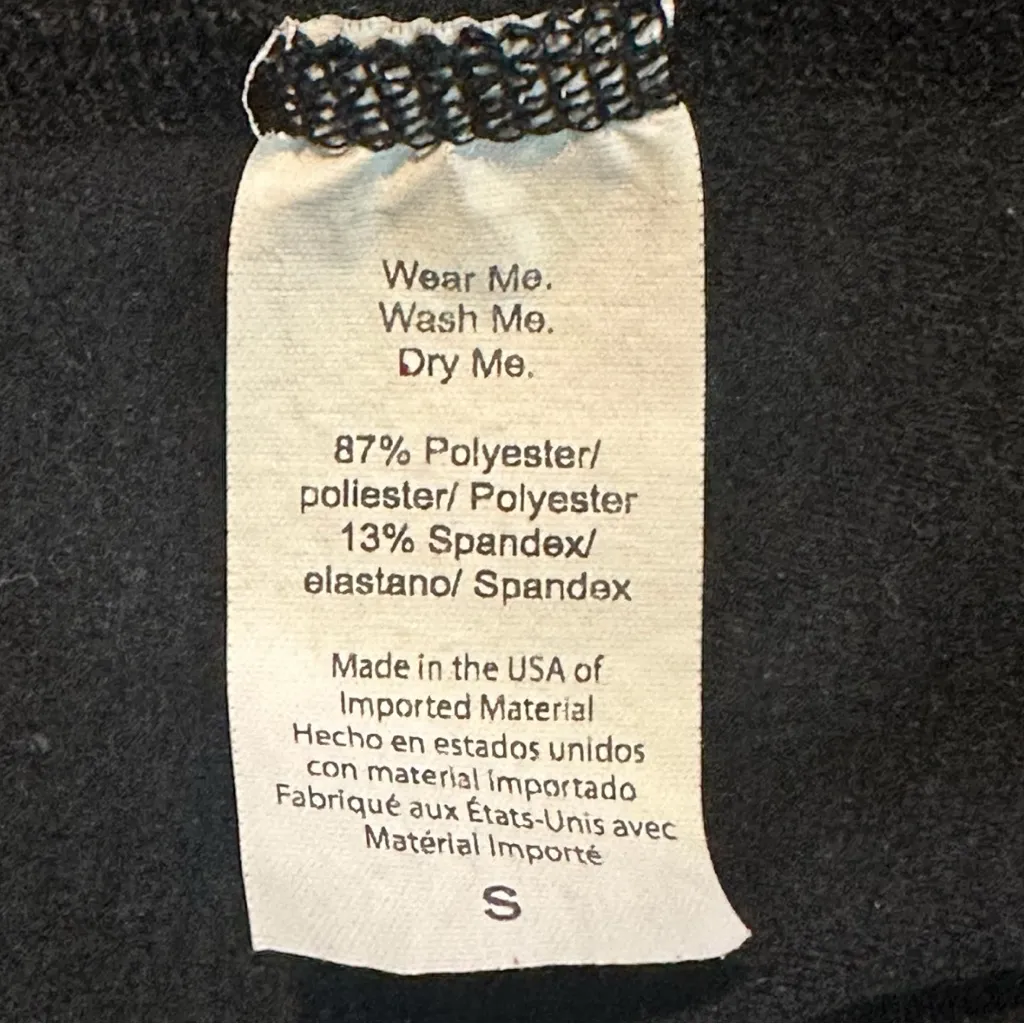 Wear Me.
Wash Me.
Dry Me.
87% Polyester/
poliester/ Polyester
13% Spandex/
elastano/ Spandex
Made in the USA of
Imported Material
Hecho en estados unidos
con material importado
Fabriqué aux États-Unis avec
Matérial Importé
S